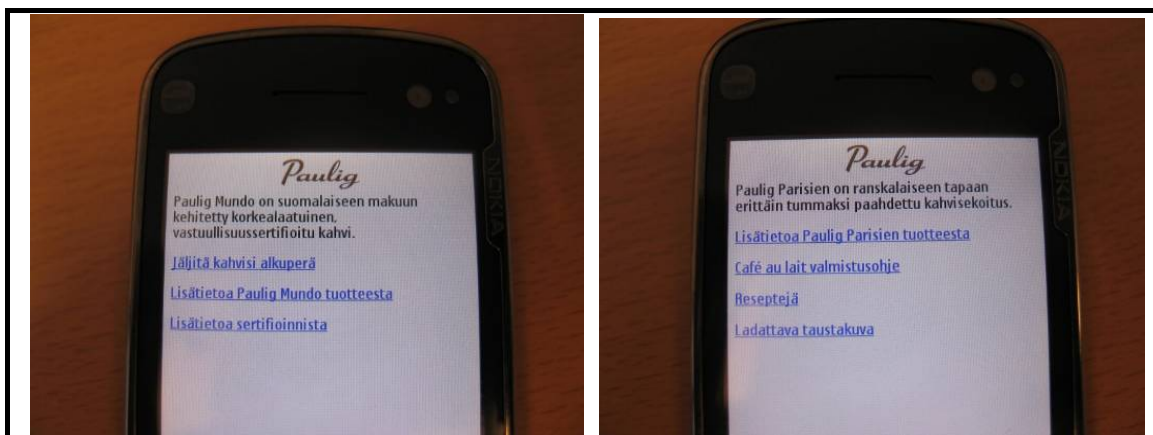 Paulig
Paulig Mundo on suomalaiseen makuun
kehitetty korkealaatuinen,
vastuullisuussertifioitu kahvi.
Jäljitä kahvisi alkuperä
Lisätietoa Paulig Mundo tuotteesta
Lisätietoa sertifioinnista
NOKIA
Paulig
Paulig Parisien on ranskalaiseen tapaan
erittäin tummaksi paahdettu kahvisekoitus.
Lisätietoa Paulig Parisien tuotteesta
Café au lait valmistusohje
Reseptejä
Ladattava taustakuva
NOKIA